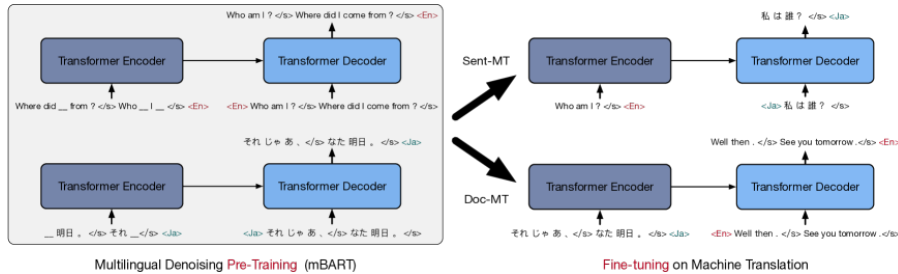 Who am I ? </s> Where did I come from ? </s> <En>
Transformer Encoder
Transformer Decoder
Where did __ from ? </s> Who __ I __ </s> <En>
<En> Who am I ? </s> Where did I come from ? </s>
それ じゃ あ 、 </s> なた 明日 。 </s> <Ja>
Transformer Encoder
Transformer Decoder
__ 明日 。 </s> それ __ </s> <Ja>
<Ja> それ じゃ あ 、 </s> なた 明日 。 </s>
Multilingual Denoising Pre-Training (mBART)
Sent-MT
Doc-MT
私 は 誰 ? </s> <Ja>
Transformer Encoder
Transformer Decoder
Who am I ? </s> <En>
<Ja> 私 は 誰 ? </s>
Well then . </s> See you tomorrow . </s> <En>
Transformer Encoder
Transformer Decoder
それ じゃ あ 、 </s> なた 明日 。 </s> <Ja>
<En> Well then . </s> See you tomorrow . </s>
Fine-tuning on Machine Translation